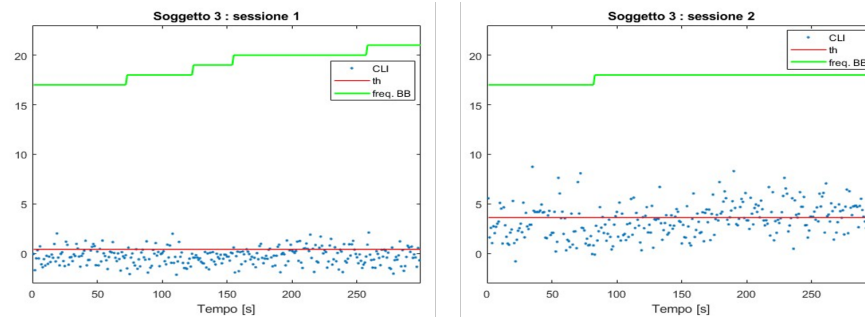 Soggetto 3 : sessione 1
20
15
10
5
0
CLI
th
freq. BB
0 50 100 150 200 250
Tempo [s]
Soggetto 3 : sessione 2
20
15
10
5
0
CLI
th
freq. BB
0 50 100 150 200 250
Tempo [s]